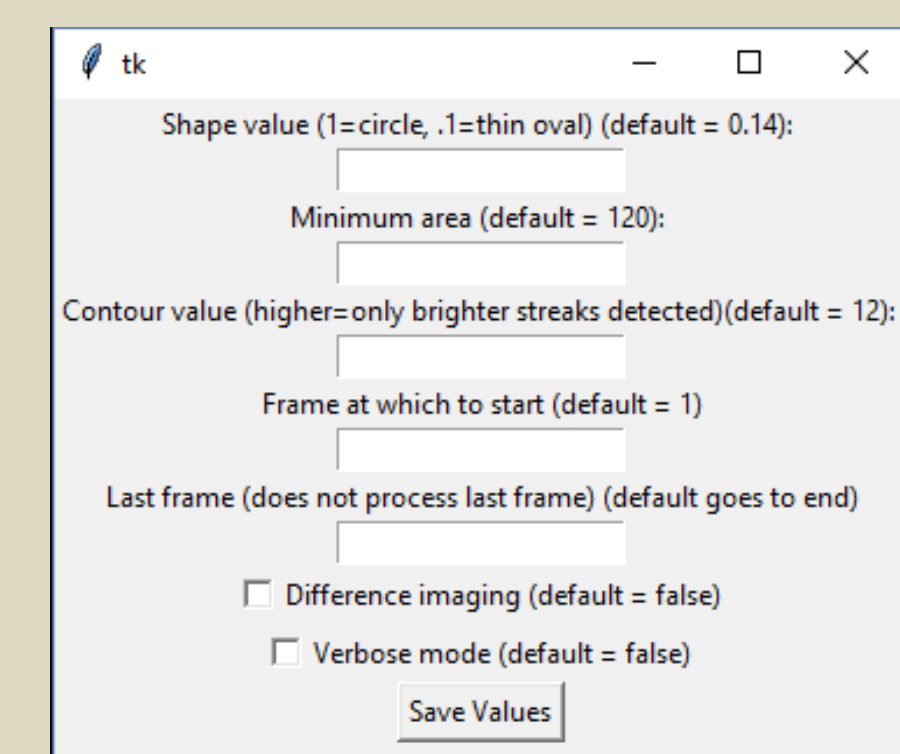 tk
Shape value (1=circle, .1=thin oval) (default = 0.14):
Minimum area (default = 120):
Contour value (higher=only brighter streaks detected)(default = 12):
Frame at which to start (default = 1)
Last frame (does not process last frame) (default goes to end)
Difference imaging (default = false)
Verbose mode (default = false)
Save Values